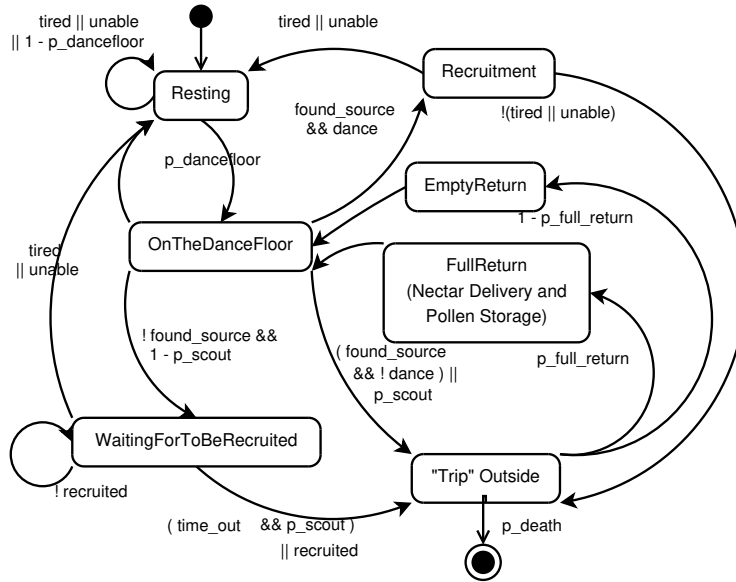 tired || unable
|| 1 - p_dancefloor
tired || unable
Resting
Recruitment
found_source
&& dance
!(tired || unable)
p_dancefloor
EmptyReturn
1 - p_full_return
OnTheDanceFloor
tired
|| unable
FullReturn
(Nectar Delivery and
Pollen Storage)
! found_source &&
1 - p_scout
( found_source
&& ! dance ) ||
p_scout
p_full_return
WaitingForToBeRecruited
"Trip" Outside
! recruited
( time_out && p_scout )
|| recruited
p_death